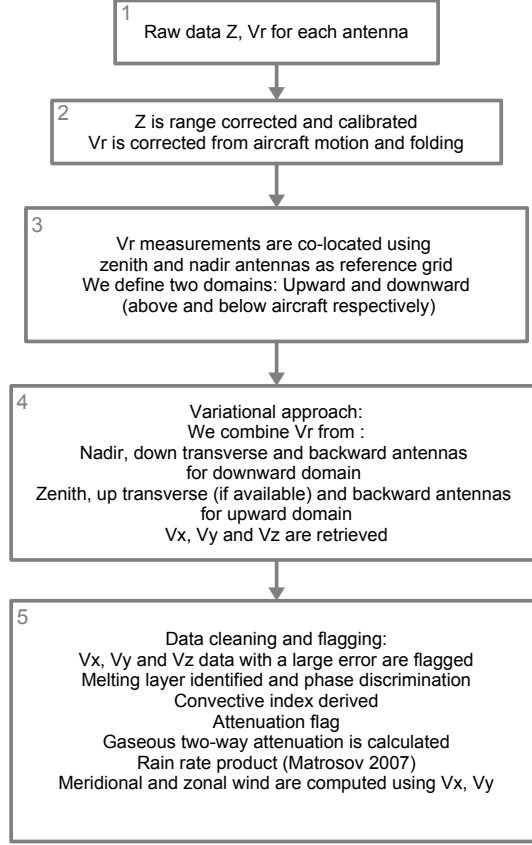 1
Raw data Z, Vr for each antenna
2
Z is range corrected and calibrated
Vr is corrected from aircraft motion and folding
3
Vr measurements are co-located using
zenith and nadir antennas as reference grid
We define two domains: Upward and downward
(above and below aircraft respectively)
4
Variational approach:
We combine Vr from :
Nadir, down transverse and backward antennas
for downward domain
Zenith, up transverse (if available) and backward antennas
for upward domain
Vx, Vy and Vz are retrieved
5
Data cleaning and flagging:
Vx, Vy and Vz data with a large error are flagged
Melting layer identified and phase discrimination
Convective index derived
Attenuation flag
Gaseous two-way attenuation is calculated
Rain rate product (Matrosov 2007)
Meridional and zonal wind are computed using Vx, Vy